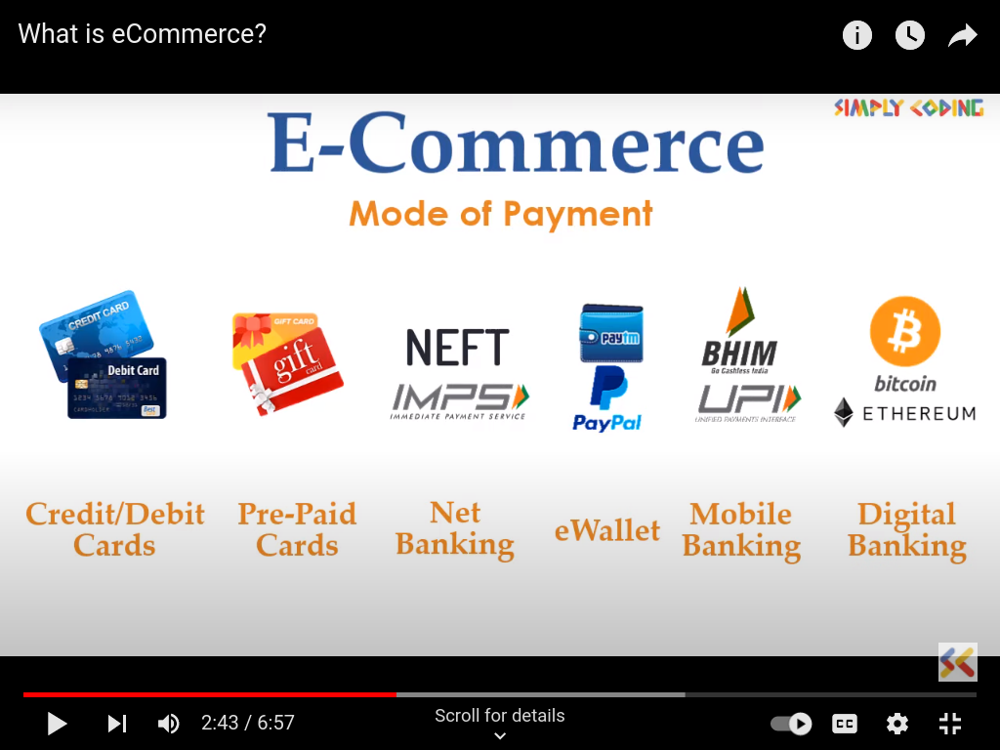 What is eCommerce?
SIMPLY CODING
E-Commerce
Mode of Payment
CREDIT CARD
Debit Card
GIFT CARD
gift
card
NEFT
IMPS
IMMEDIATE PAYMENT SERVICE
paytm
PayPal
BHIM
Go Cashless India
UPI
UNIFIED PAYMENTS INTERFACE
bitcoin
ETHEREUM
Credit/Debit
Cards
Pre-Paid
Cards
Net
Banking
eWallet
Mobile
Banking
Digital
Banking
2:43 / 6:57
Scroll for details
CC